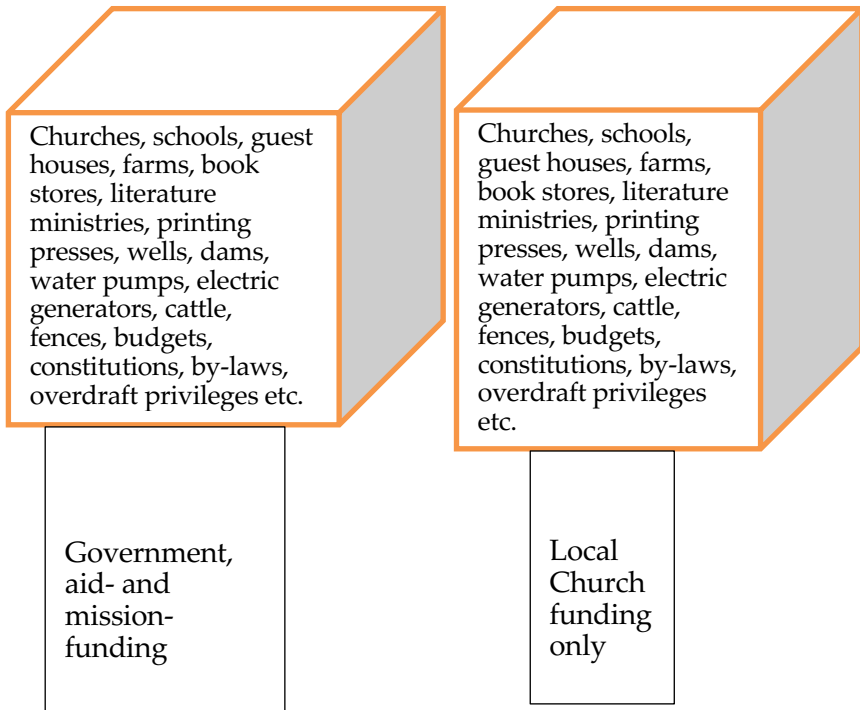 Churches, schools, guest
houses, farms, book
stores, literature
ministries, printing
presses, wells, dams,
water pumps, electric
generators, cattle,
fences, budgets,
constitutions, by-laws,
overdraft privileges etc.
Government,
aid- and
mission-
funding
Churches, schools,
guest houses, farms,
book stores, literature
ministries, printing
presses, wells, dams,
water pumps, electric
generators, cattle,
fences, budgets,
constitutions, by-laws,
overdraft privileges
etc.
Local
Church
funding
only